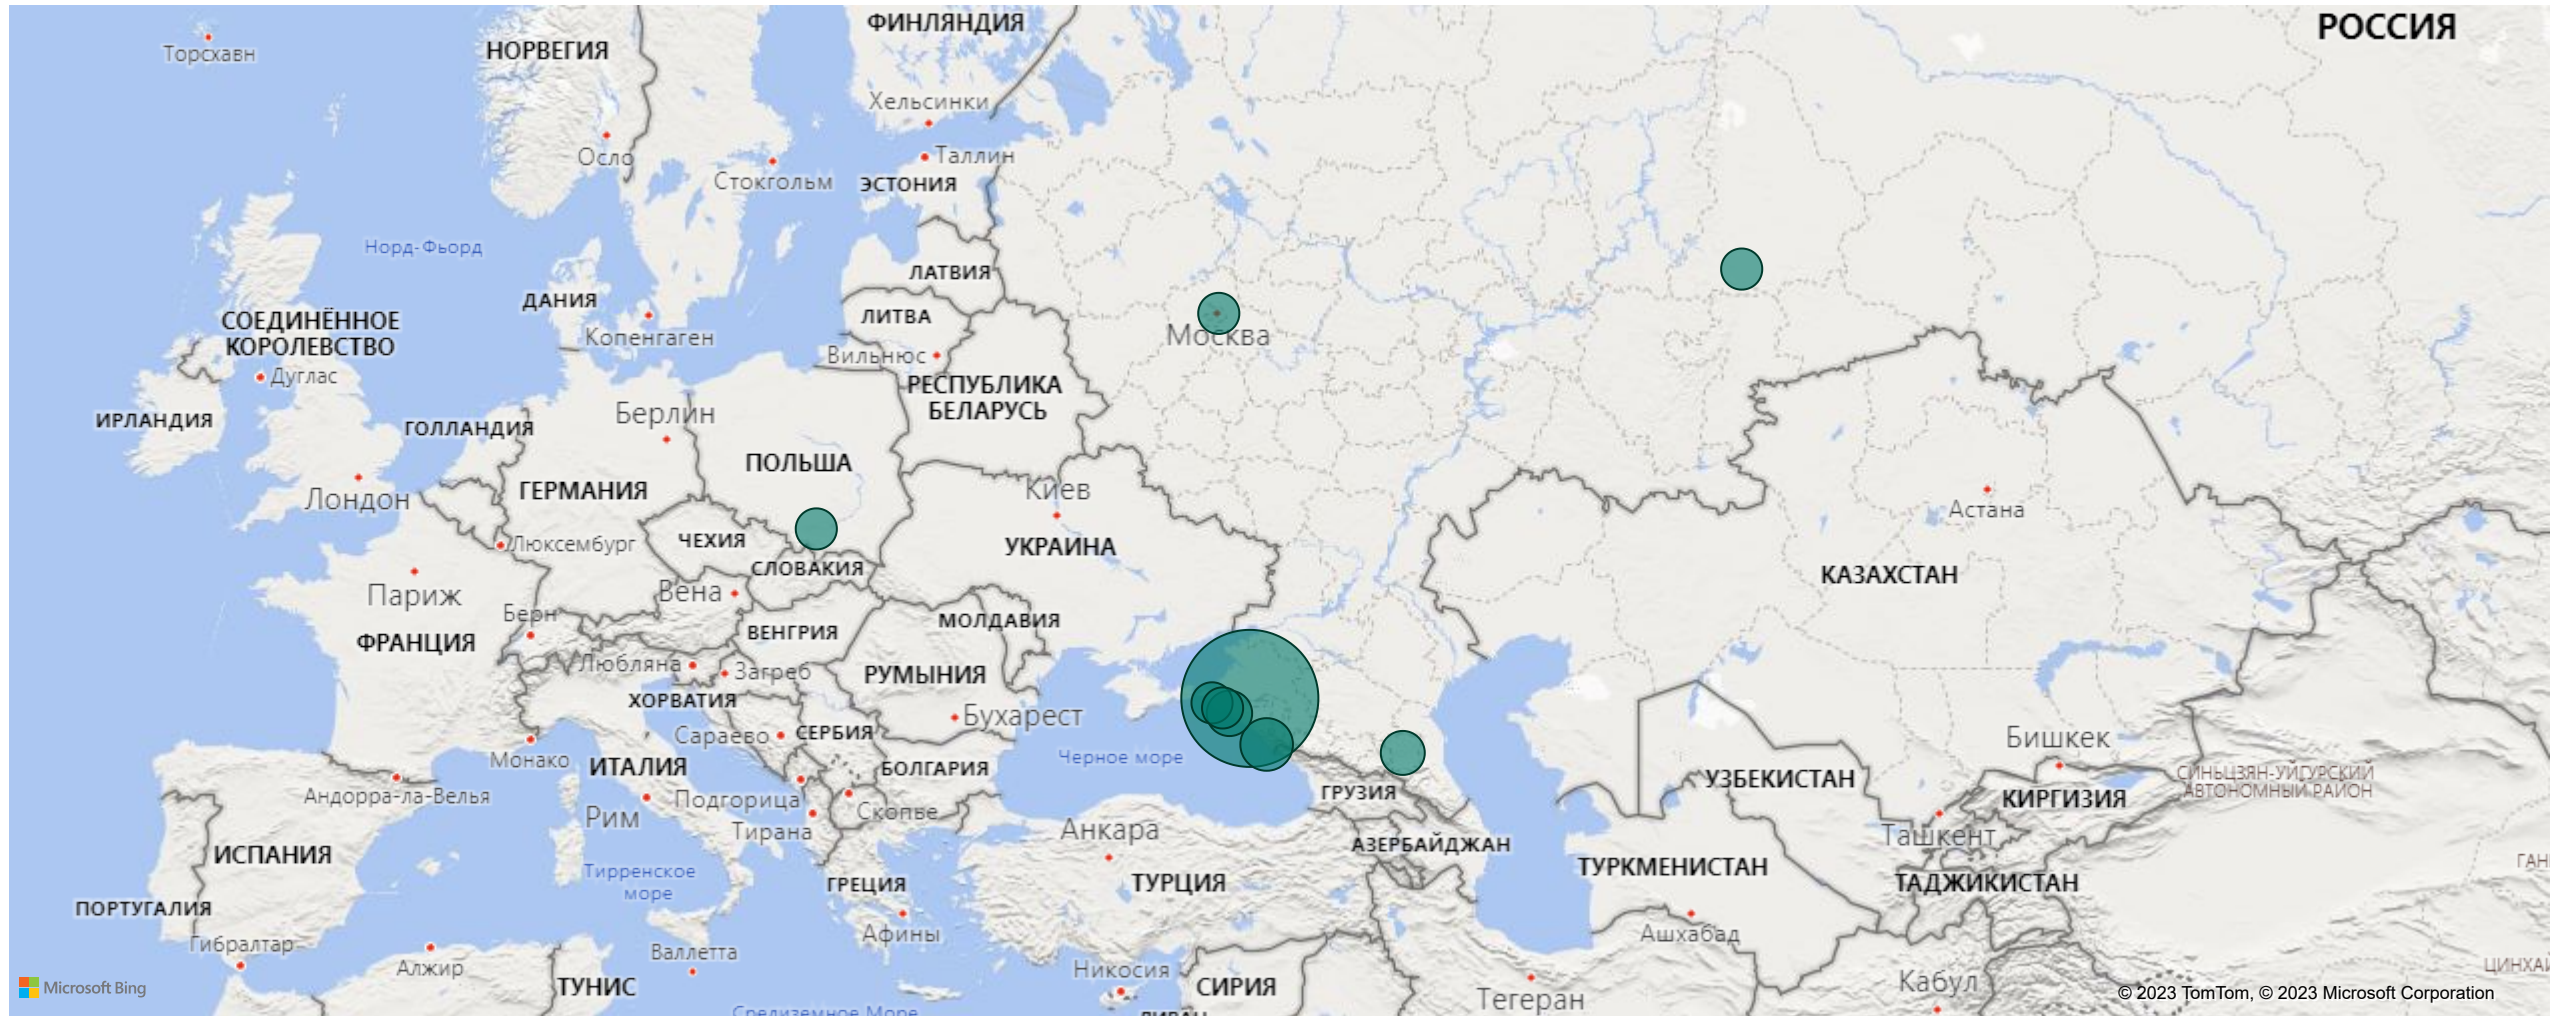 РОССИЯ
ФИНЛЯНДИЯ
НОРВЕГИЯ
Торсхавн
Хельсинки
Осло
Таллин
Стокгольм
ЭСТОНИЯ
Норд-Фьорд
ЛАТВИЯ
ДАНИЯ
СОЕДИНЁННОЕ
КОРОЛЕВСТВО
ЛИТВА
Копенгаген
Москва
Вильнюс
Дуглас
РЕСПУБЛИКА
БЕЛАРУСЬ
ИРЛАНДИЯ
ГОЛЛАНДИЯ
Берлин
ПОЛЬША
ГЕРМАНИЯ
Киев
Лондон
Астана
ЧЕХИЯ
Люксембург
УКРАИНА
СЛОВАКИЯ
КАЗАХСТАН
Париж
Вена
Берн
МОЛДАВИЯ
ВЕНГРИЯ
ФРАНЦИЯ
Любляна
Загреб
РУМЫНИЯ
ХОРВАТИЯ
Бухарест
Сараево
СЕРБИЯ
Бишкек
Монако
ИТАЛИЯ
Черное море
БОЛГАРИЯ
УЗБЕКИСТАН
СИНЬЦЗЯН-УЙГУРСКИЙ
АВТОНОМНЫЙ РАЙОН
Андорра-ла-Велья
Подгорица
ГРУЗИЯ
КИРГИЗИЯ
Рим
Скопье
Тирана
Анкара
Ташкент
АЗЕРБАЙДЖАН
ИСПАНИЯ
ТУРКМЕНИСТАН
Тирренское
море
ГРЕЦИЯ
ТУРЦИЯ
ТАДЖИКИСТАН
ПОРТУГАЛИЯ
Афины
Ашхабад
Гибралтар
Валлетта
Алжир
Никосия
ТУНИС
СИРИЯ
Кабул
Тегеран
Microsoft Bing
© 2023 TomTom, © 2023 Microsoft Corporation
Средиземное Море